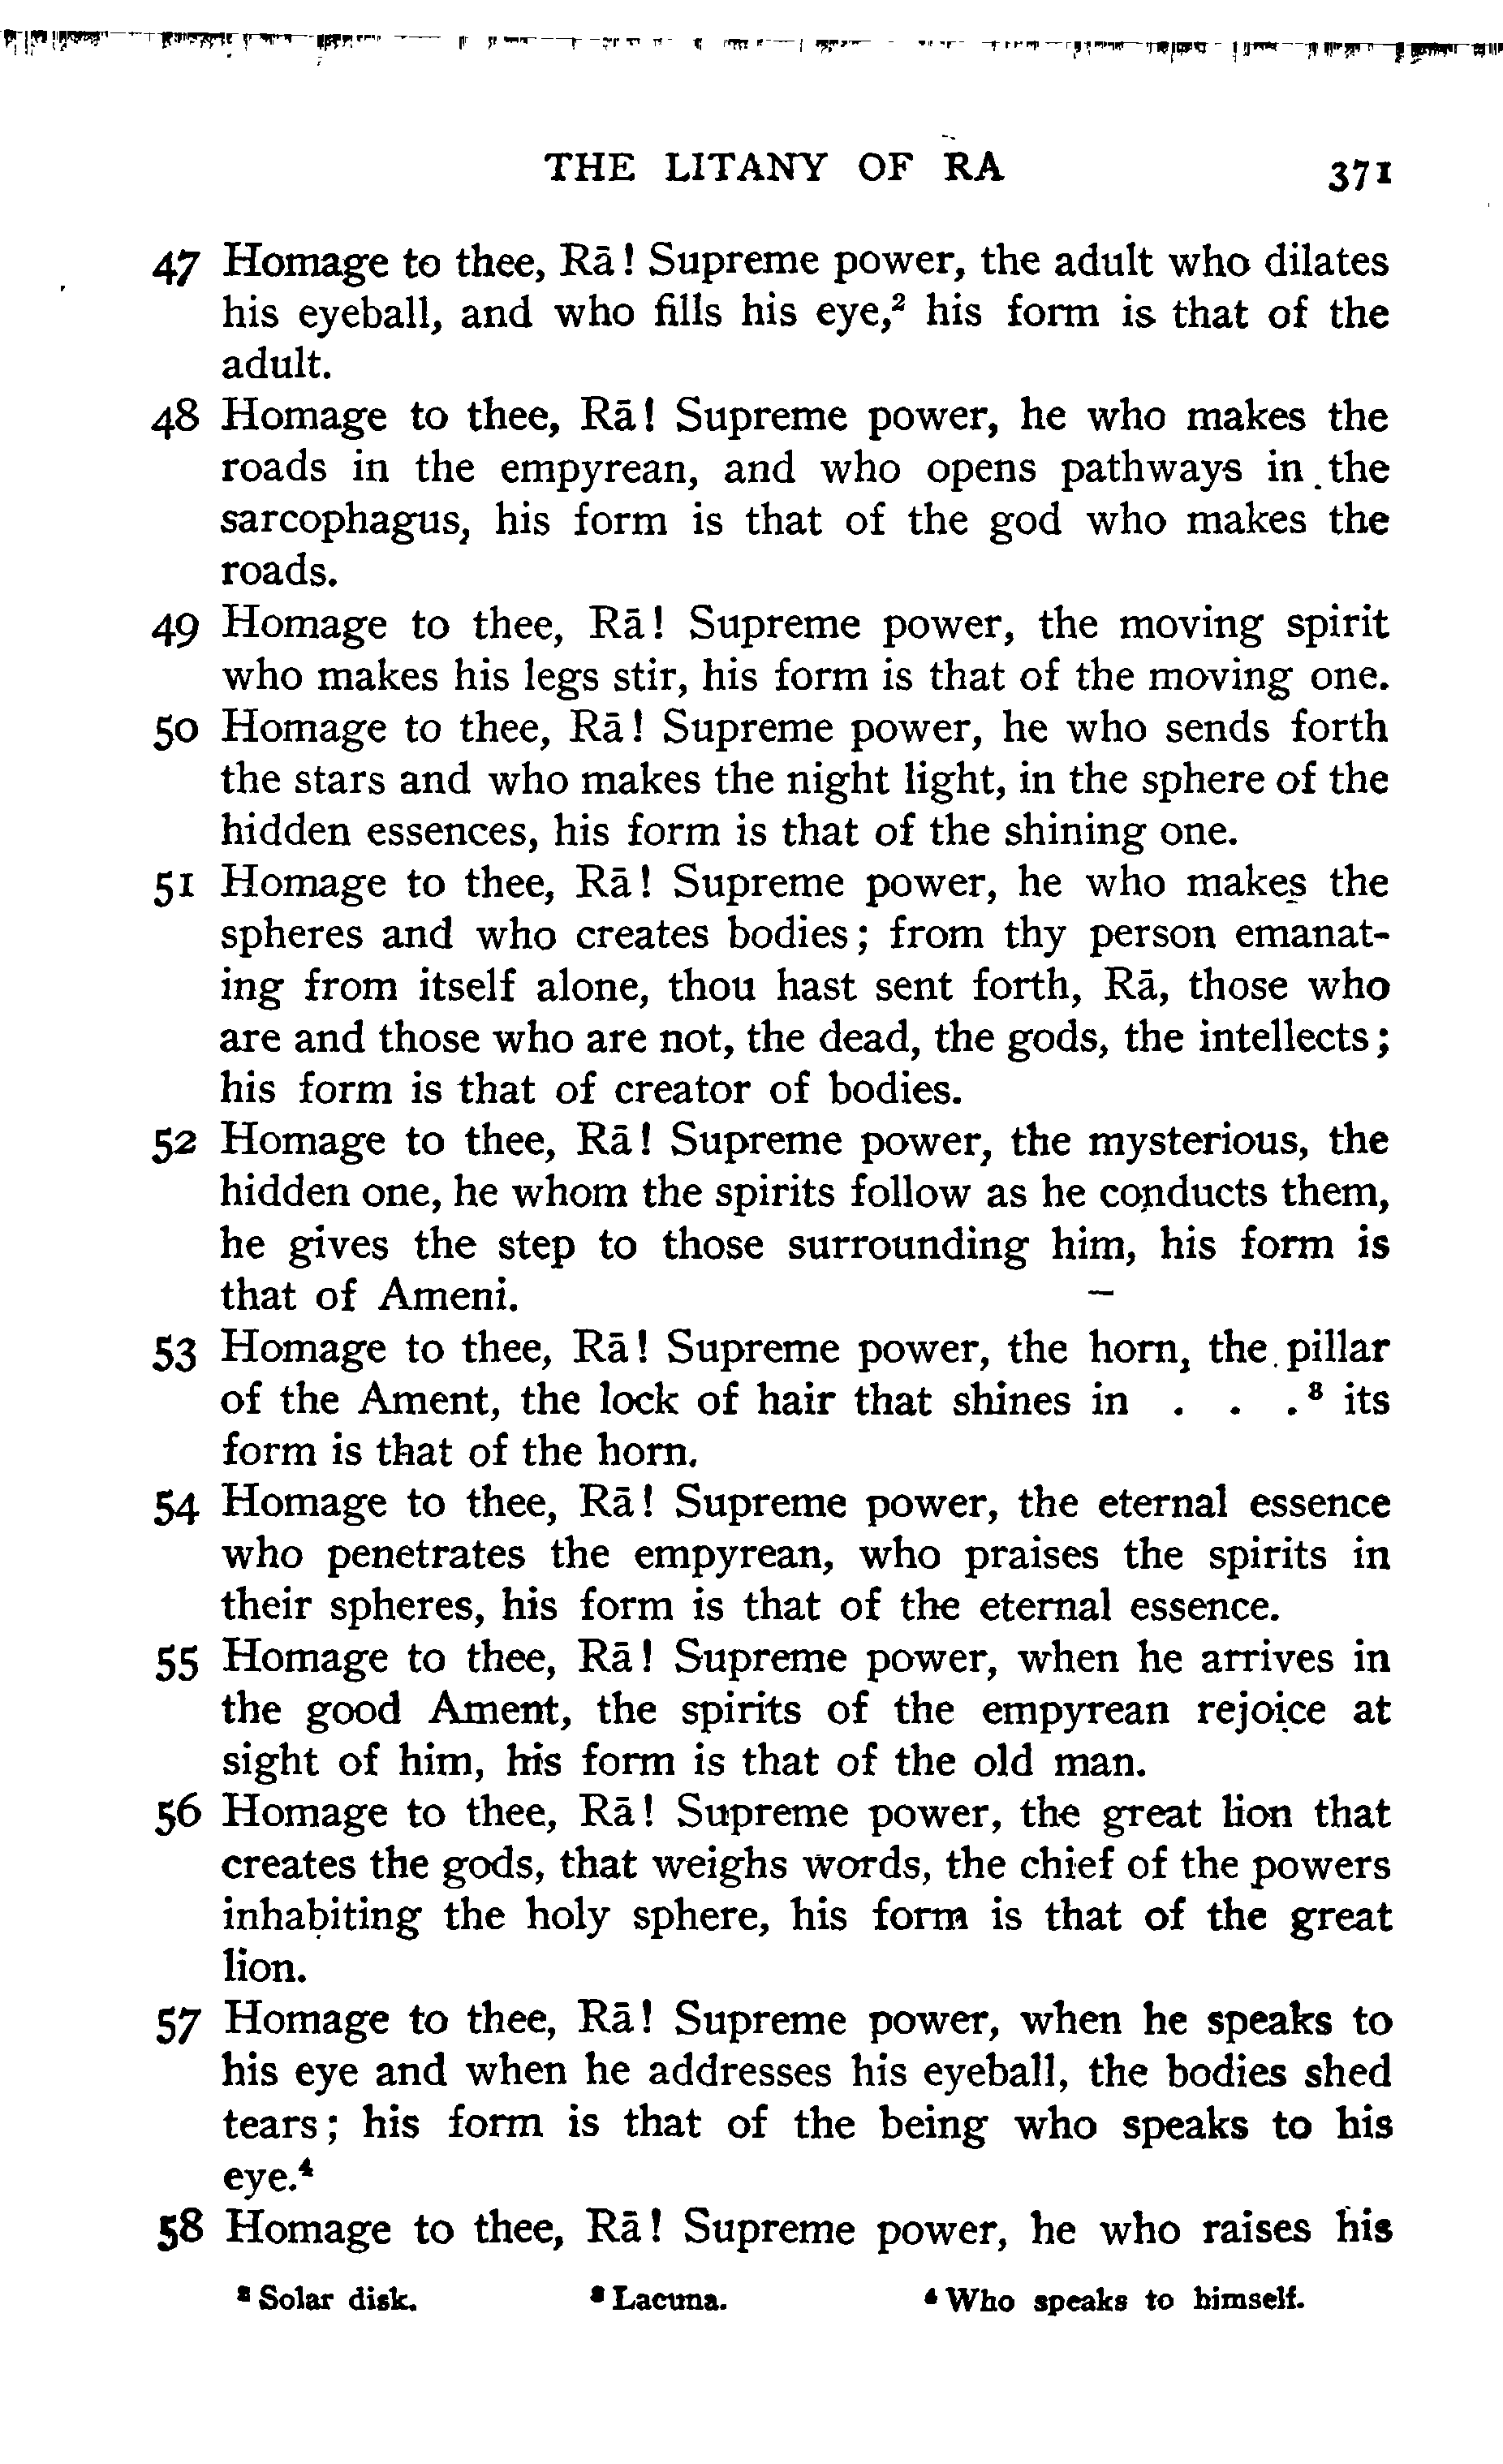 THE LITANY OF RA 371
47 Homage to thee, Rā! Supreme power, the adult who dilates
his eyeball, and who fills his eye,² his form is that of the
adult.
48 Homage to thee, Rā! Supreme power, he who makes the
roads in the empyrean, and who opens pathways in the
sarcophagus, his form is that of the god who makes the
roads.
49 Homage to thee, Rā! Supreme power, the moving spirit
who makes his legs stir, his form is that of the moving one.
50 Homage to thee, Rā! Supreme power, he who sends forth
the stars and who makes the night light, in the sphere of the
hidden essences, his form is that of the shining one.
51 Homage to thee, Rā! Supreme power, he who makes the
spheres and who creates bodies; from thy person emanat-
ing from itself alone, thou hast sent forth, Rā, those who
are and those who are not, the dead, the gods, the intellects;
his form is that of creator of bodies.
52 Homage to thee, Rā! Supreme power, the mysterious, the
hidden one, he whom the spirits follow as he conducts them,
he gives the step to those surrounding him, his form is
that of Ameni.
53 Homage to thee, Rā! Supreme power, the horn, the pillar
of the Ament, the lock of hair that shines in . . .³ its
form is that of the horn.
54 Homage to thee, Rā! Supreme power, the eternal essence
who penetrates the empyrean, who praises the spirits in
their spheres, his form is that of the eternal essence.
55 Homage to thee, Rā! Supreme power, when he arrives in
the good Ament, the spirits of the empyrean rejoice at
sight of him, his form is that of the old man.
56 Homage to thee, Rā! Supreme power, the great lion that
creates the gods, that weighs words, the chief of the powers
inhabiting the holy sphere, his form is that of the great
lion.
57 Homage to thee, Rā! Supreme power, when he speaks to
his eye and when he addresses his eyeball, the bodies shed
tears; his form is that of the being who speaks to his
eye.⁴
58 Homage to thee, Rā! Supreme power, he who raises his
² Solar disk. ³ Lacuna. ⁴ Who speaks to himself.